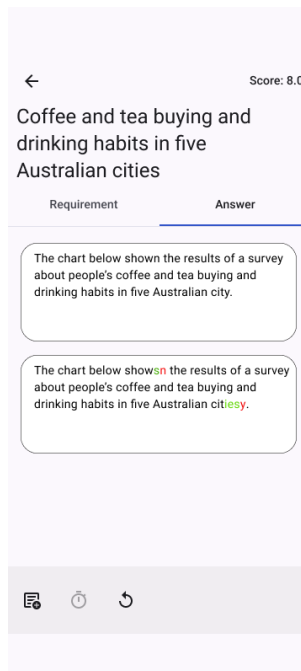 Score: 8.0
Coffee and tea buying and
drinking habits in five
Australian cities
Requirement
Answer
The chart below shown the results of a survey
about people's coffee and tea buying and
drinking habits in five Australian city.
The chart below showsn the results of a survey
about people's coffee and tea buying and
drinking habits in five Australian citiesy.